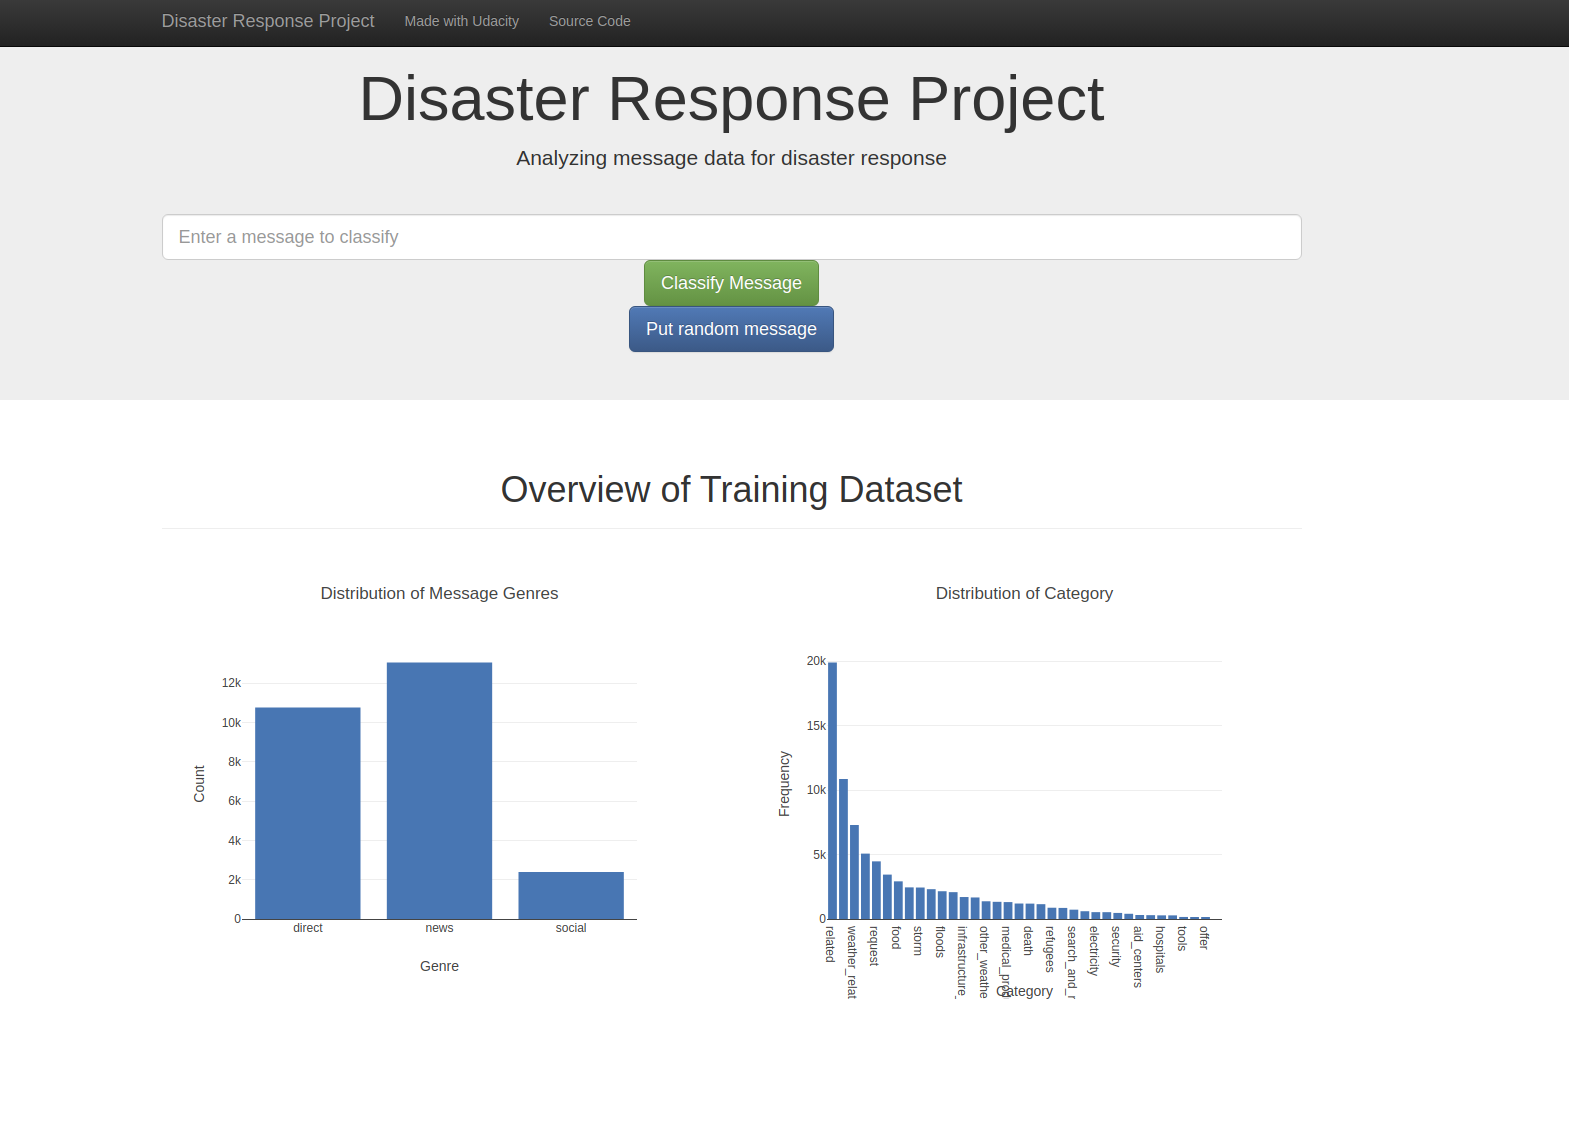 Disaster Response Project Made with Udacity Source Code
Disaster Response Project
Analyzing message data for disaster response
Enter a message to classify
Classify Message
Put random message
Overview of Training Dataset
Distribution of Message Genres
12k
10k
8k
6k
4k
2k
0
Count
direct news social
Genre
Distribution of Category
20k
15k
10k
5k
0
Frequency
related
weather_relat
request
food
storm
floods
infrastructure_
other_weathe
medical_prod
death
refugees
search_and_r
electricity
security
aid_centers
hospitals
tools
offer
Category